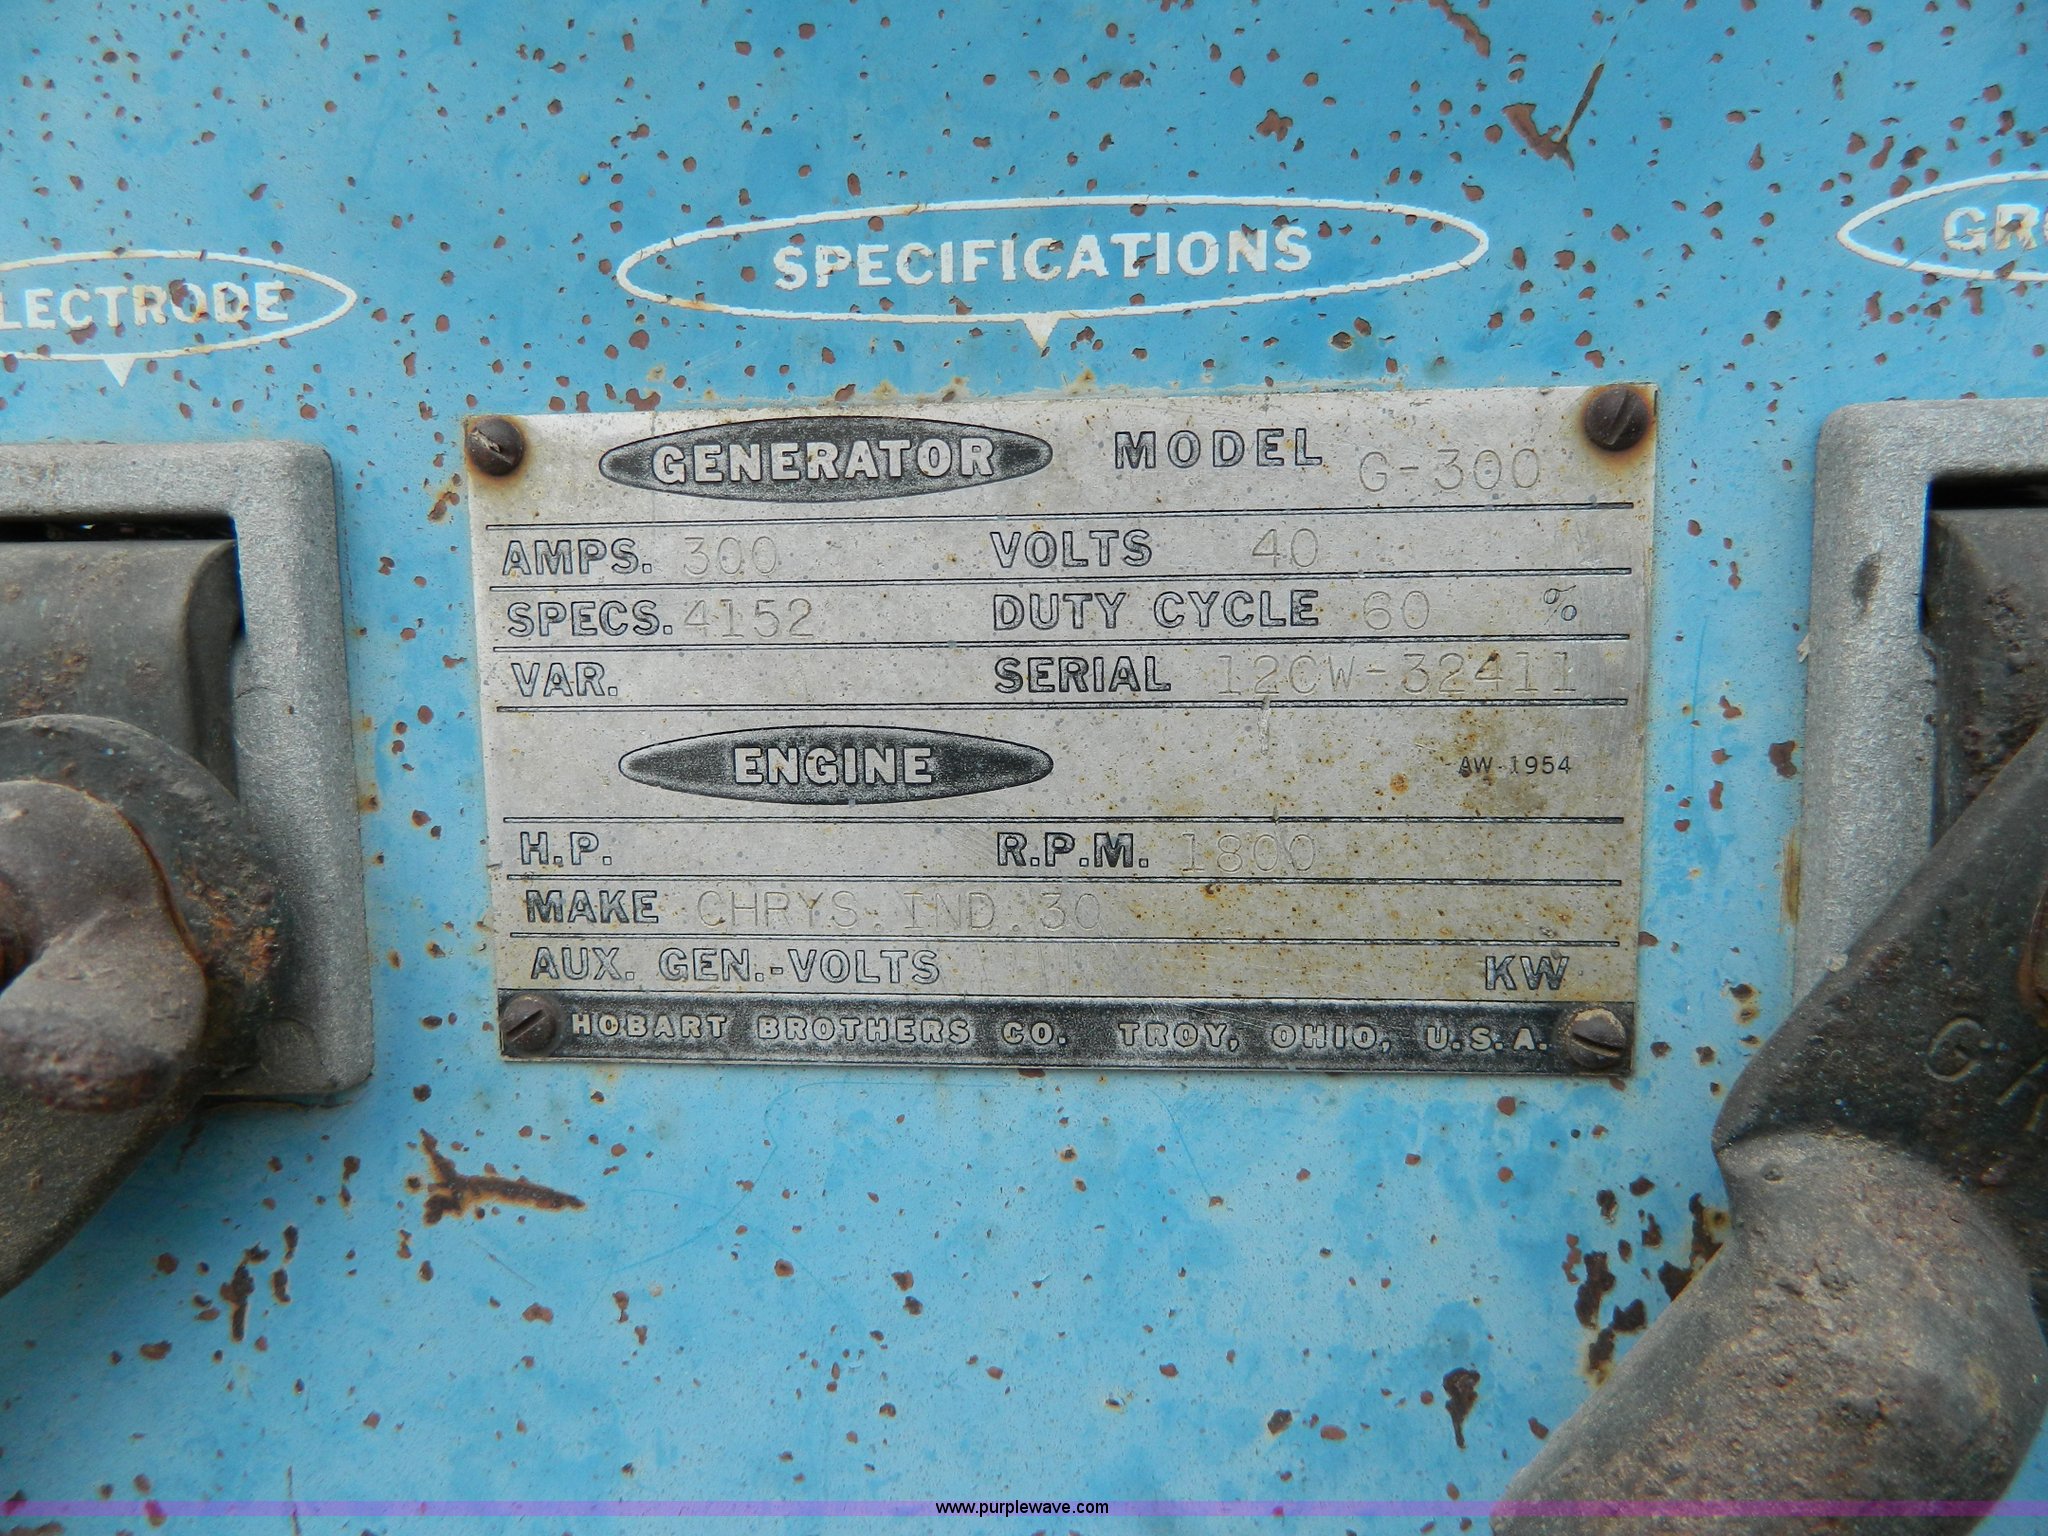 SPECIFICATIONS
LECTRODE
GENERATOR MODEL G-300
AMPS. 300 VOLTS 40
SPECS. 4152 DUTY CYCLE 60 %
VAR. SERIAL 12CW-32411
ENGINE AW-1954
H.P. R.P.M. 1800
MAKE CHRYS. IND. 30
AUX. GEN.-VOLTS KW
HOBART BROTHERS CO. TROY, OHIO, U.S.A.
www.purplewave.com